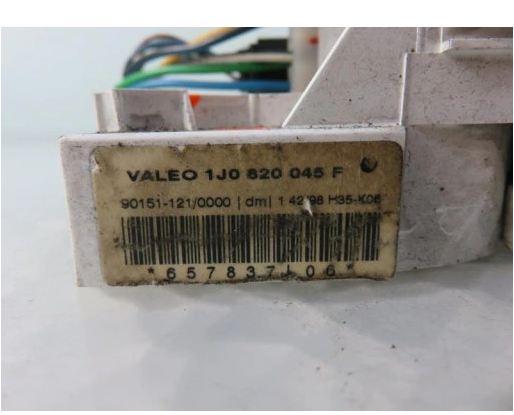 VALEO 1J0 820 045 F
90151-121/0000 | dm | 1 42/98 H35-K06
*657837J06*